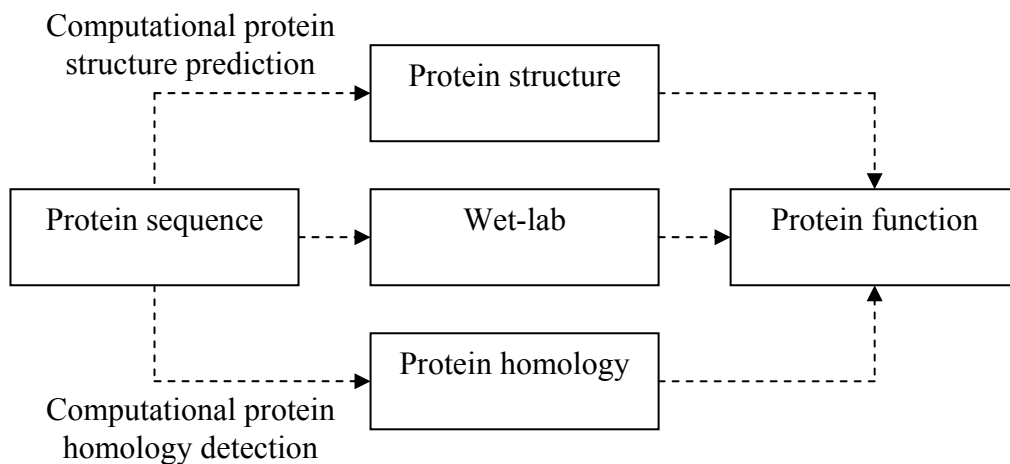 Computational protein
structure prediction
Protein structure
Protein sequence
Wet-lab
Protein function
Protein homology
Computational protein
homology detection